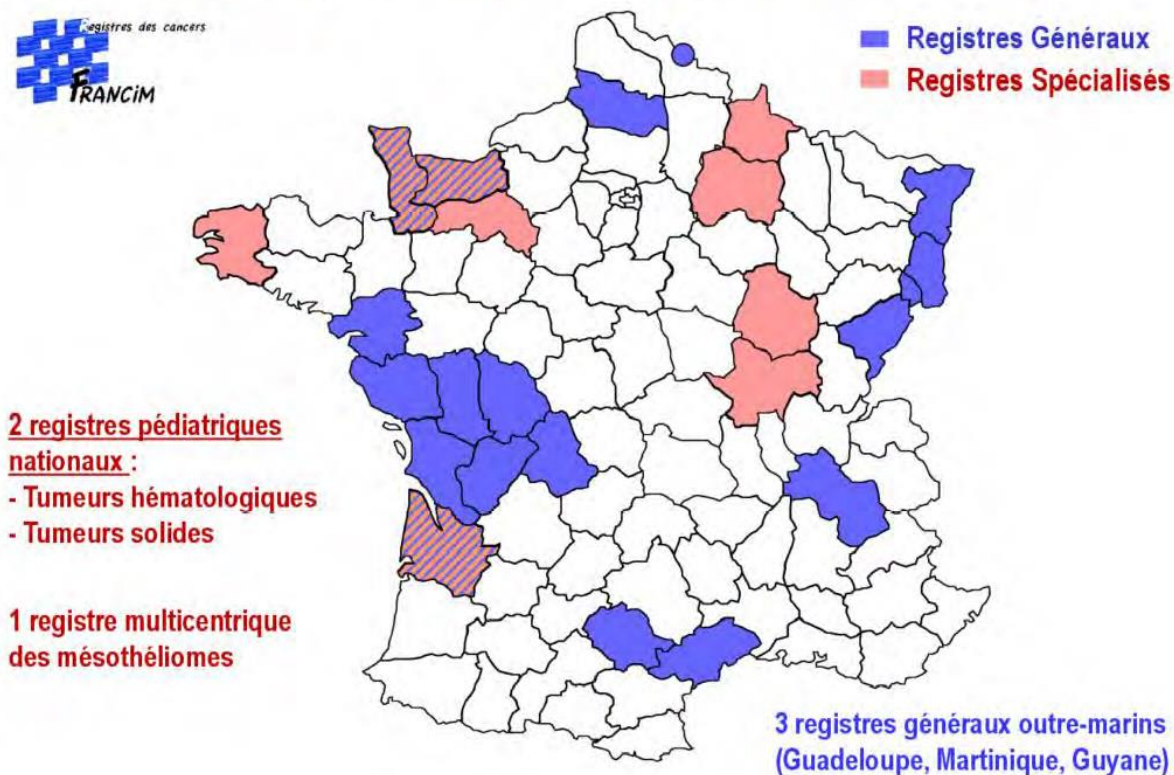 Registres des cancers
FRANCIM
Registres Généraux
Registres Spécialisés
2 registres pédiatriques
nationaux :
- Tumeurs hématologiques
- Tumeurs solides
1 registre multicentrique
des mésothéliomes
3 registres généraux outre-marins
(Guadeloupe, Martinique, Guyane)